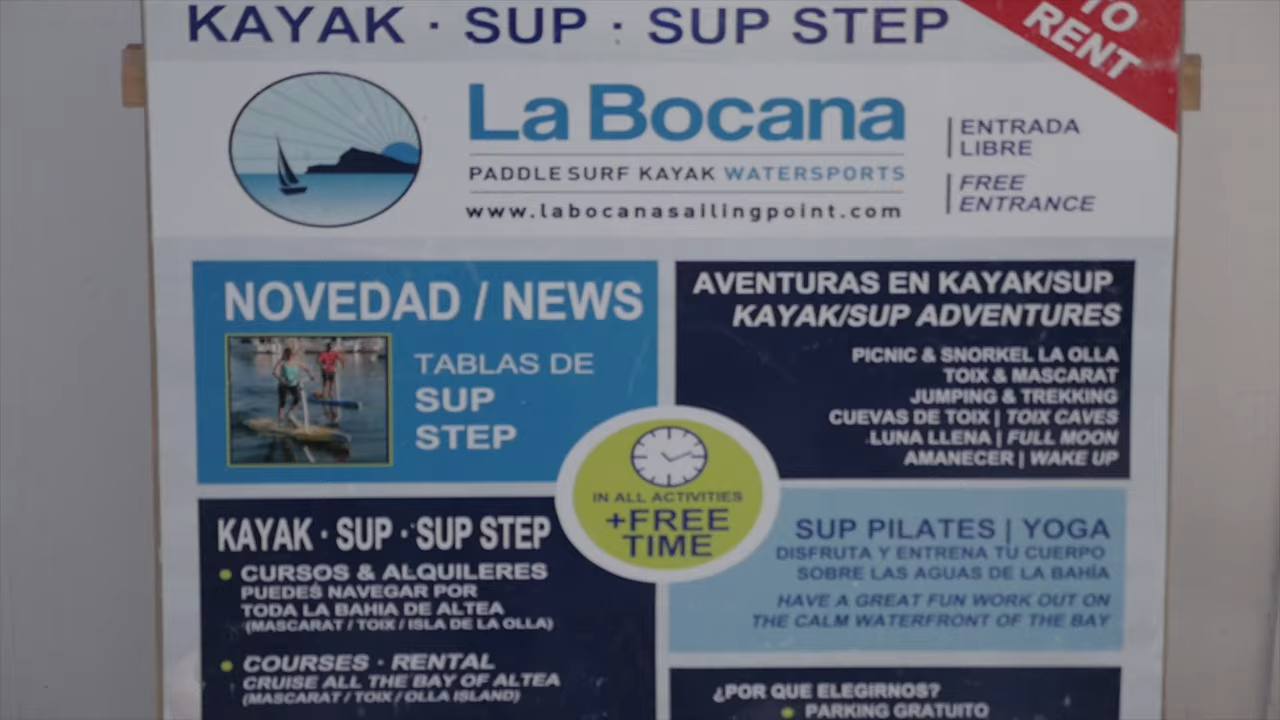 KAYAK · SUP · SUP STEP
TO
RENT
La Bocana
PADDLE SURF KAYAK WATERSPORTS
www.labocanasailingpoint.com
ENTRADA
LIBRE
FREE
ENTRANCE
NOVEDAD / NEWS
TABLAS DE
SUP
STEP
AVENTURAS EN KAYAK/SUP
KAYAK/SUP ADVENTURES
PICNIC & SNORKEL LA OLLA
TOIX & MASCARAT
JUMPING & TREKKING
CUEVAS DE TOIX | TOIX CAVES
LUNA LLENA | FULL MOON
AMANECER | WAKE UP
IN ALL ACTIVITIES
+FREE
TIME
KAYAK · SUP · SUP STEP
• CURSOS & ALQUILERES
PUEDES NAVEGAR POR
TODA LA BAHIA DE ALTEA
(MASCARAT / TOIX / ISLA DE LA OLLA)
• COURSES · RENTAL
CRUISE ALL THE BAY OF ALTEA
(MASCARAT / TOIX / OLLA ISLAND)
SUP PILATES | YOGA
DISFRUTA Y ENTRENA TU CUERPO
SOBRE LAS AGUAS DE LA BAHÍA
HAVE A GREAT FUN WORK OUT ON
THE CALM WATERFRONT OF THE BAY
¿POR QUE ELEGIRNOS?
• PARKING GRATUITO